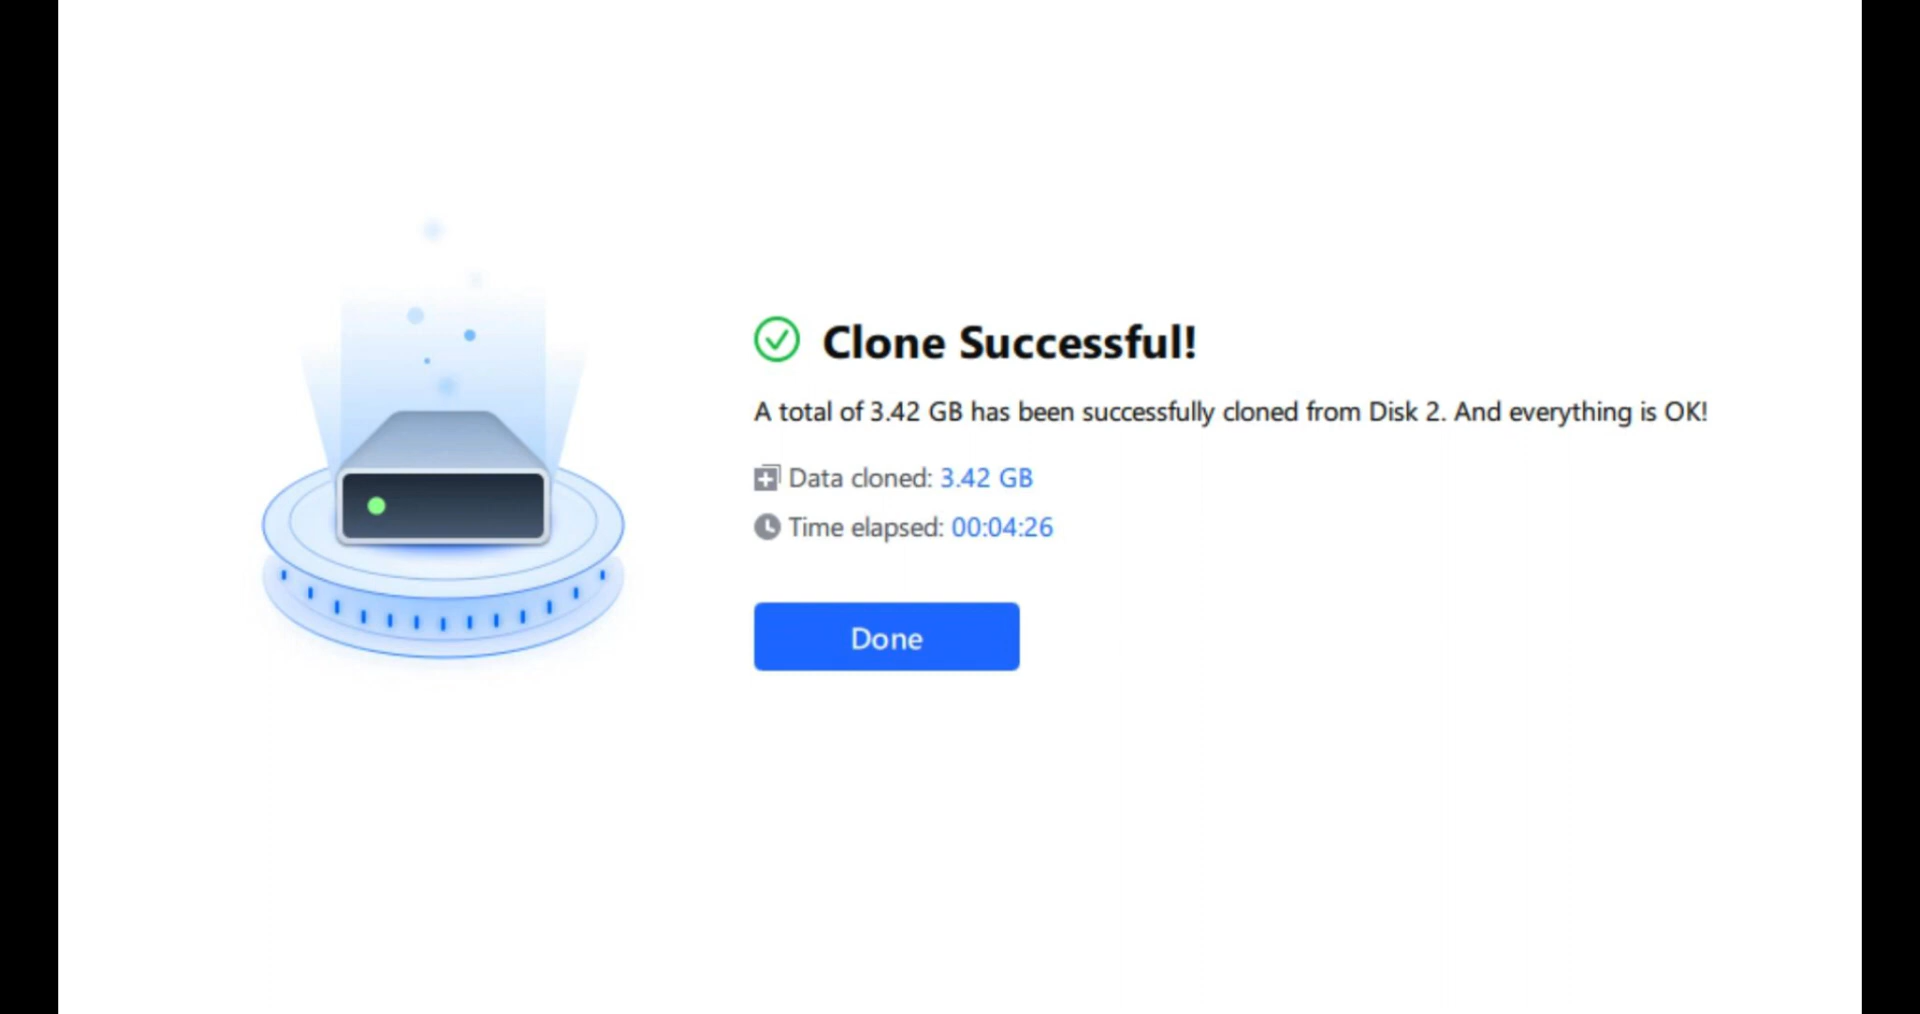 Clone Successful!
A total of 3.42 GB has been successfully cloned from Disk 2. And everything is OK!
Data cloned: 3.42 GB
Time elapsed: 00:04:26
Done